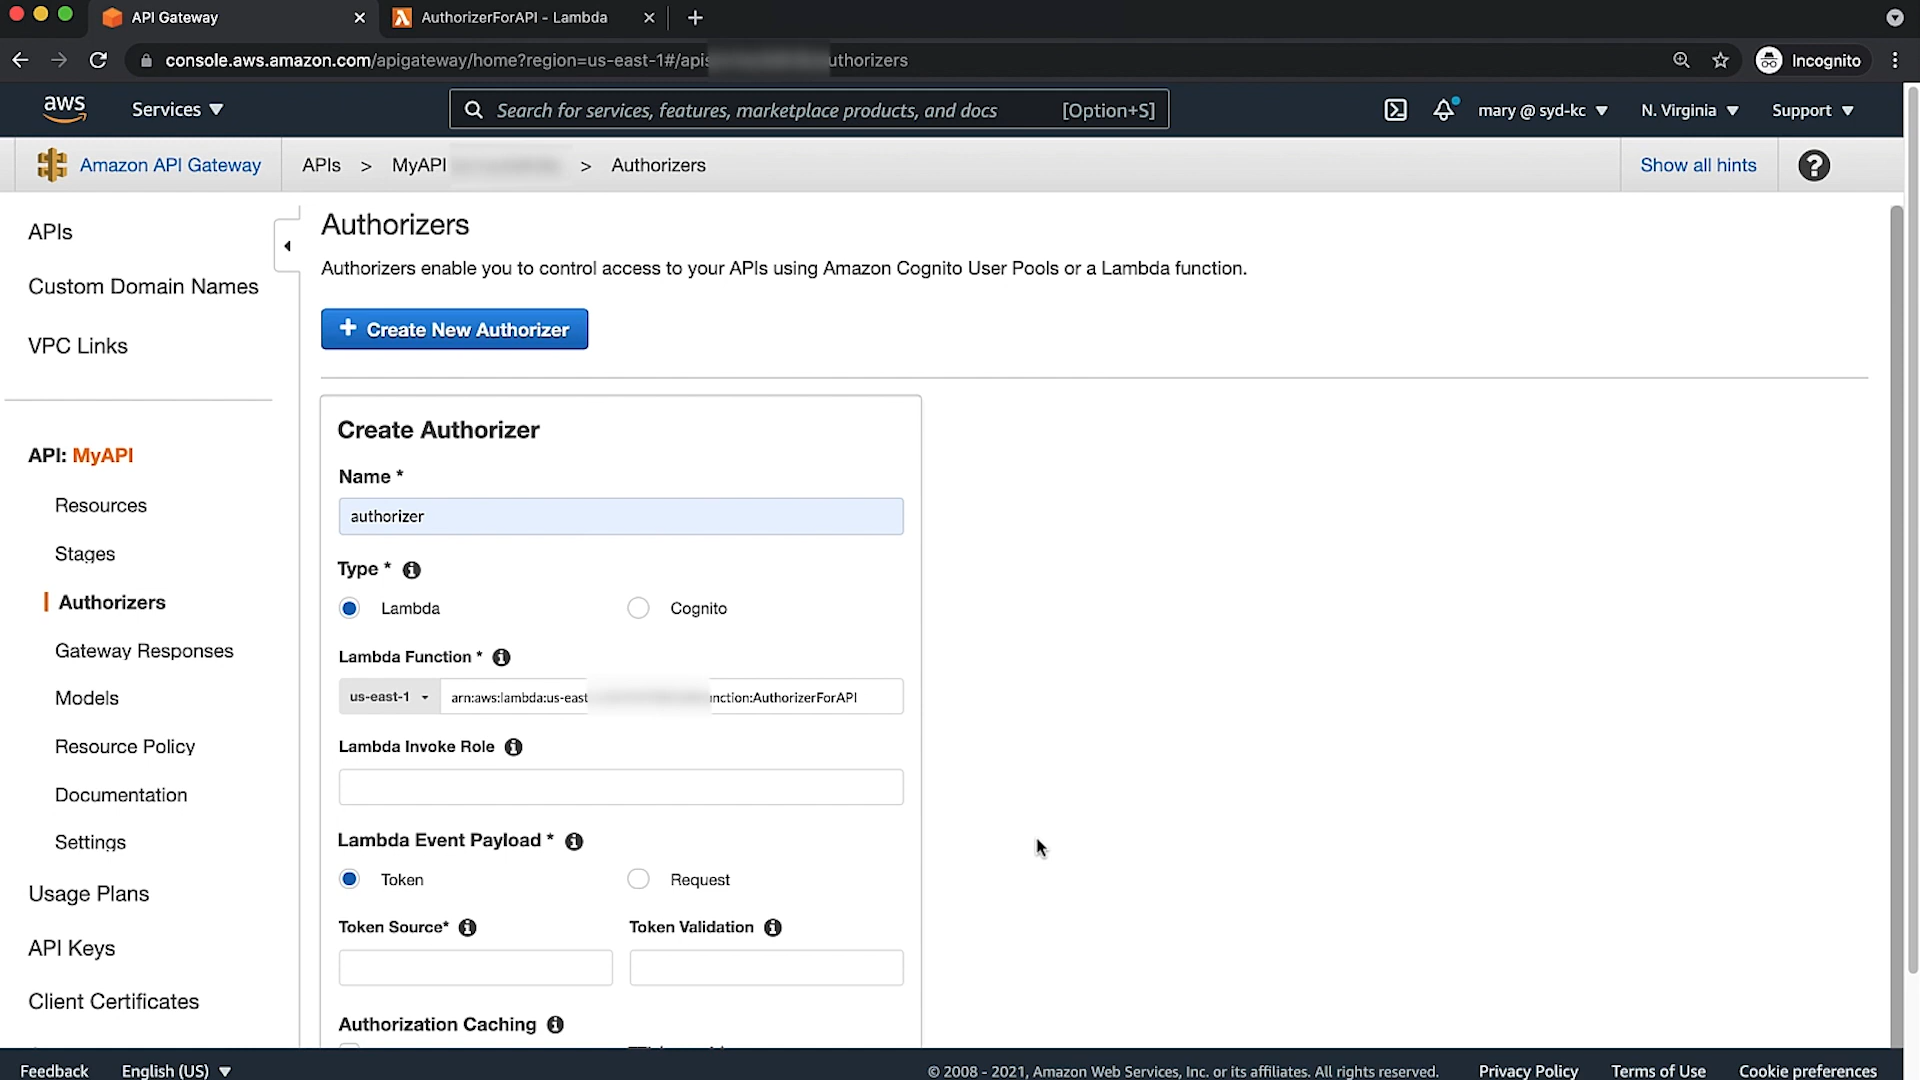 API Gateway
AuthorizerForAPI - Lambda
console.aws.amazon.com/apigateway/home?region=us-east-1#/apis uthorizers
Incognito
aws
Services
Search for services, features, marketplace products, and docs [Option+S]
mary @ syd-kc
N. Virginia
Support
Amazon API Gateway
APIs > MyAPI > Authorizers
Show all hints
APIs
Custom Domain Names
VPC Links
API: MyAPI
Resources
Stages
Authorizers
Gateway Responses
Models
Resource Policy
Documentation
Settings
Usage Plans
API Keys
Client Certificates
Authorizers
Authorizers enable you to control access to your APIs using Amazon Cognito User Pools or a Lambda function.
+ Create New Authorizer
Create Authorizer
Name *
authorizer
Type *
Lambda
Cognito
Lambda Function *
us-east-1
arn:aws:lambda:us-east nction:AuthorizerForAPI
Lambda Invoke Role
Lambda Event Payload *
Token
Request
Token Source*
Token Validation
Authorization Caching
Feedback
English (US)
© 2008 - 2021, Amazon Web Services, Inc. or its affiliates. All rights reserved.
Privacy Policy
Terms of Use
Cookie preferences